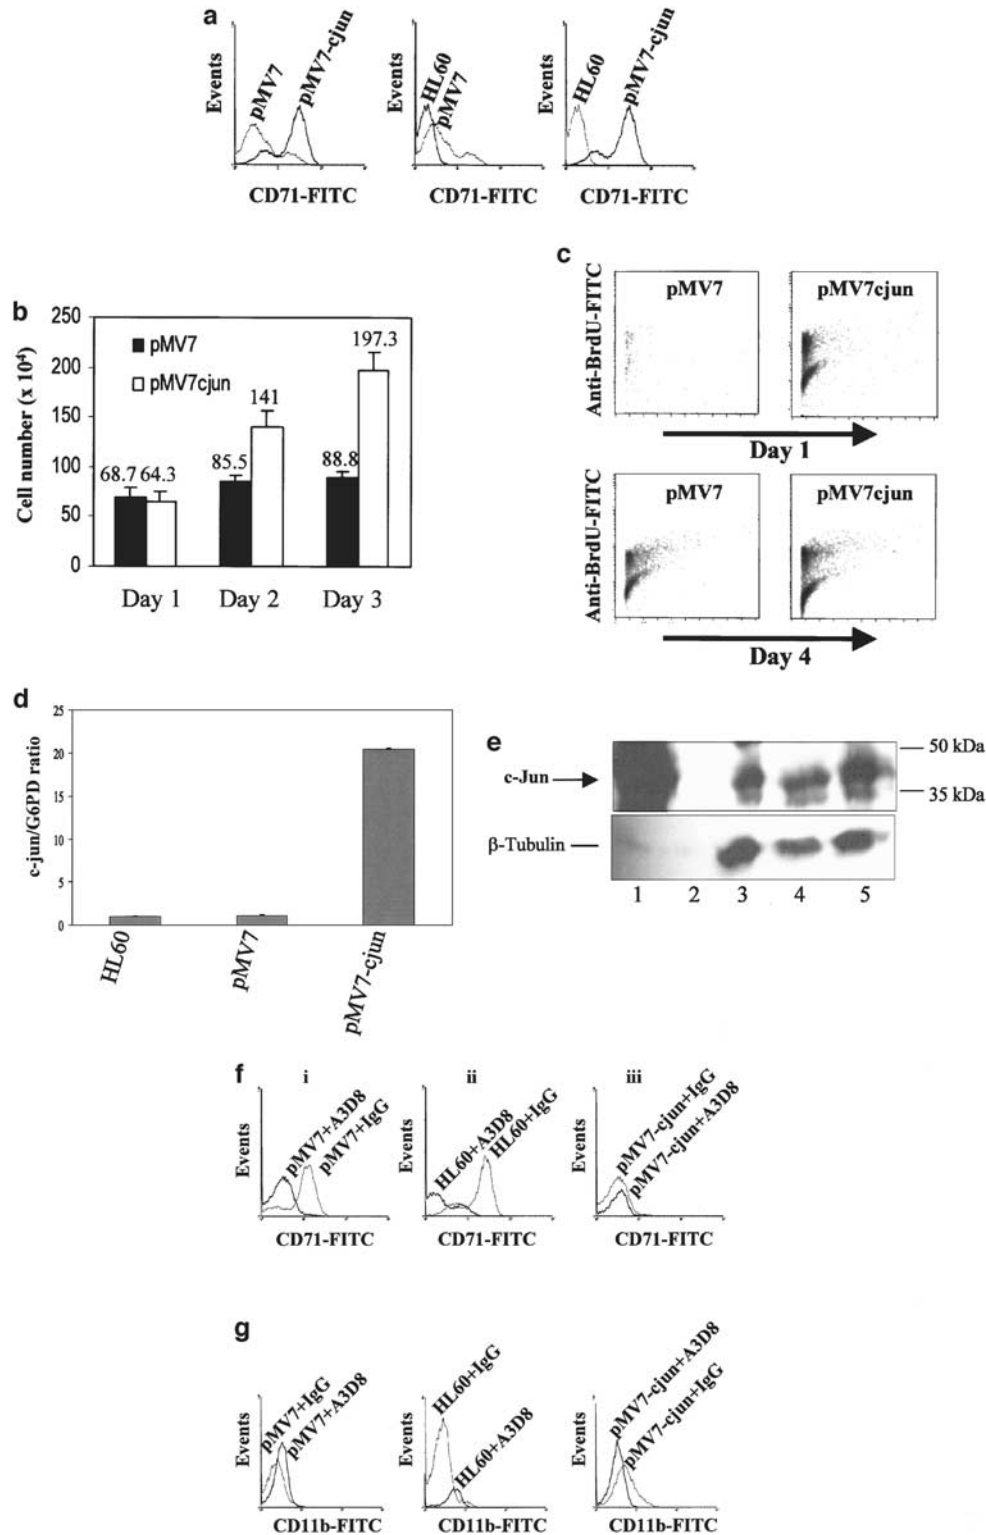 a
Events
pMV7
pMV7-cjun
CD71-FITC
Events
HL60
pMV7
CD71-FITC
Events
HL60
pMV7-cjun
CD71-FITC
b
Cell number (x 10⁴)
250
200
150
100
50
0
pMV7
pMV7cjun
68.7
64.3
85.5
141
88.8
197.3
Day 1
Day 2
Day 3
c
Anti-BrdU-FITC
pMV7
pMV7cjun
Day 1
Anti-BrdU-FITC
pMV7
pMV7cjun
Day 4
d
c-jun/G6PD ratio
25
20
15
10
5
0
HL60
pMV7
pMV7-cjun
e
c-Jun
50 kDa
35 kDa
β-Tubulin
1 2 3 4 5
f
i
Events
pMV7+A3D8
pMV7+IgG
CD71-FITC
ii
Events
HL60+A3D8
HL60+IgG
CD71-FITC
iii
Events
pMV7-cjun+IgG
pMV7-cjun+A3D8
CD71-FITC
g
Events
pMV7+IgG
pMV7+A3D8
CD11b-FITC
Events
HL60+IgG
HL60+A3D8
CD11b-FITC
Events
pMV7-cjun+A3D8
pMV7-cjun+IgG
CD11b-FITC